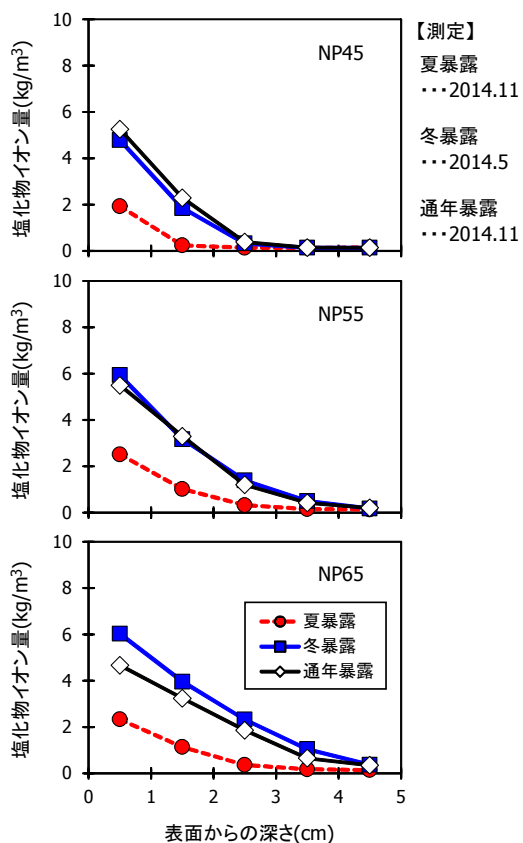 10
8
6
4
2
0
塩化物イオン量(kg/m³)
NP45
【測定】
夏暴露
･･･2014.11
冬暴露
･･･2014.5
通年暴露
･･･2014.11
10
8
6
4
2
0
塩化物イオン量(kg/m³)
NP55
10
8
6
4
2
0
塩化物イオン量(kg/m³)
NP65
夏暴露
冬暴露
通年暴露
0 1 2 3 4 5
表面からの深さ(cm)